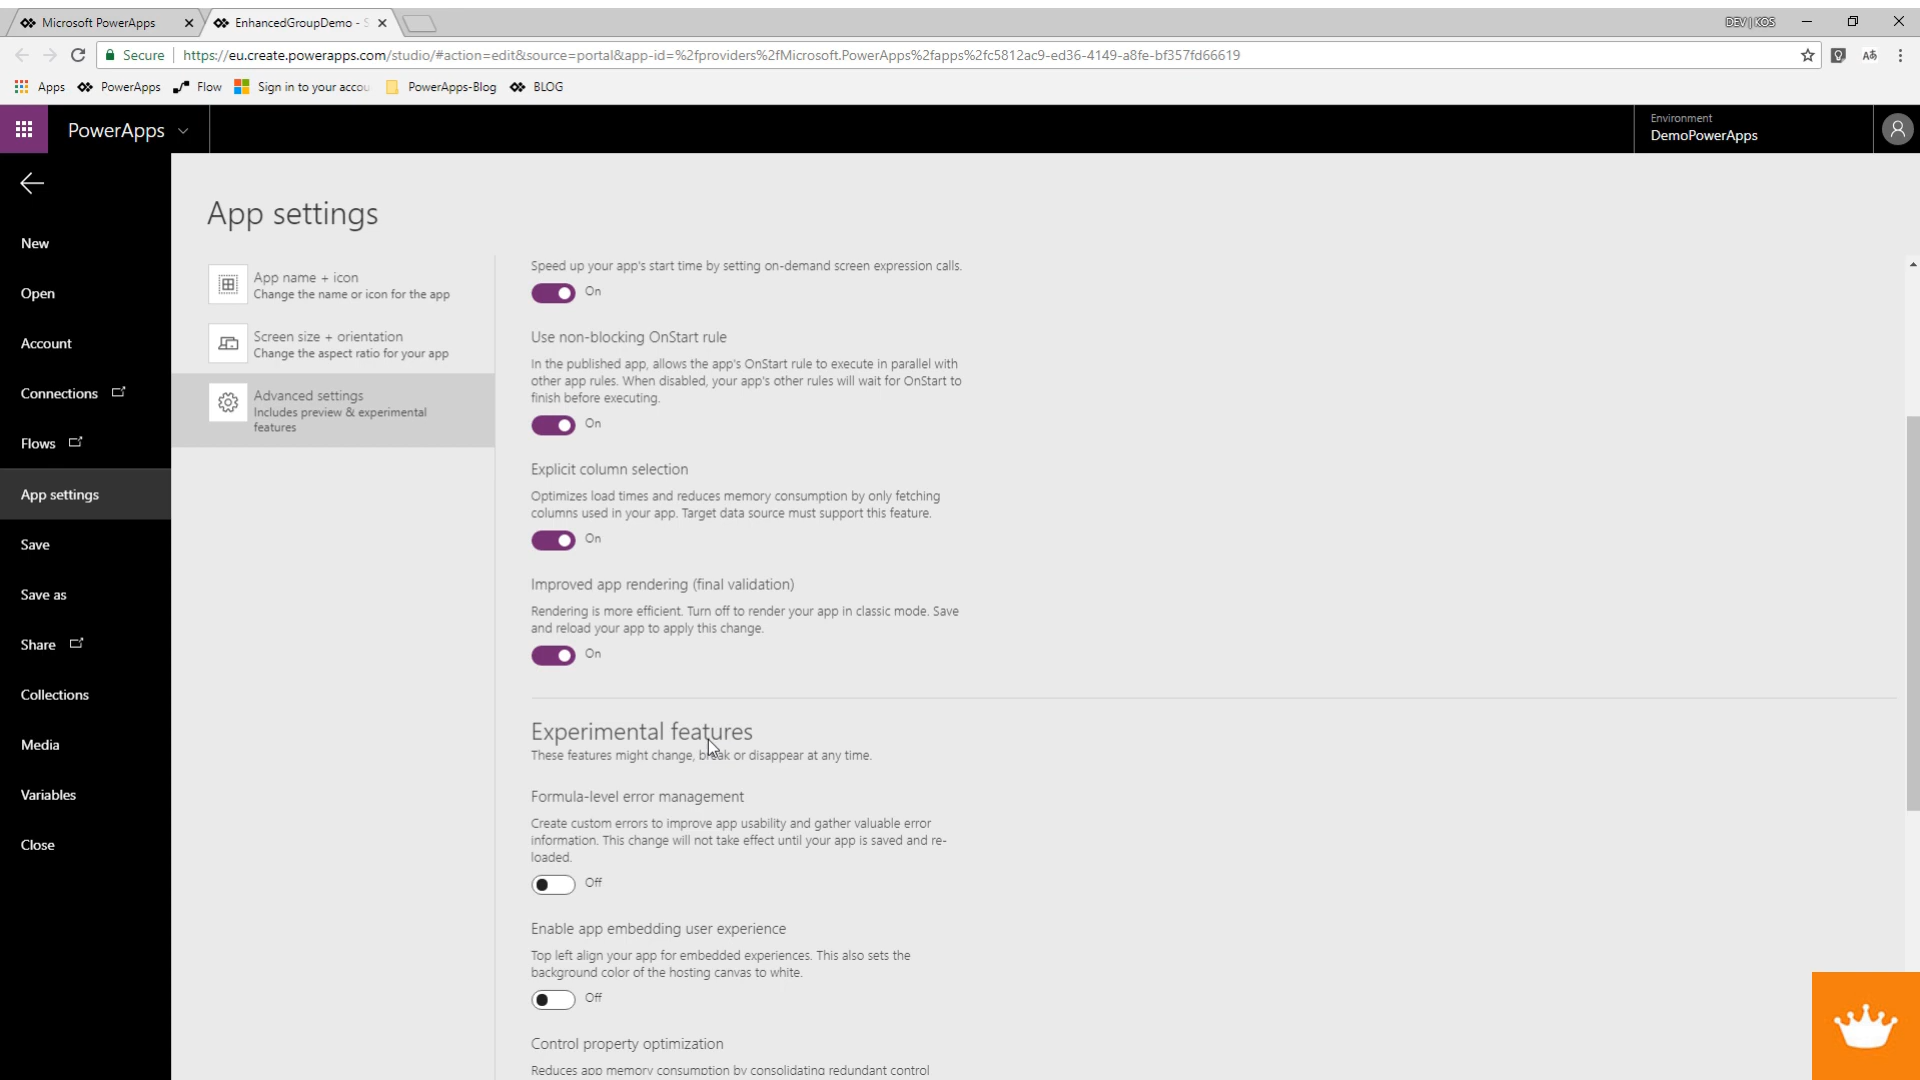 Microsoft PowerApps
EnhancedGroupDemo - S
DEV | KOS
Secure
https://eu.create.powerapps.com/studio/#action=edit&source=portal&app-id=%2fproviders%2fMicrosoft.PowerApps%2fapps%2fc5812ac9-ed36-4149-a8fe-bf357fd66619
Apps
PowerApps
Flow
Sign in to your accou
PowerApps-Blog
BLOG
PowerApps
Environment
DemoPowerApps
New
Open
Account
Connections
Flows
App settings
Save
Save as
Share
Collections
Media
Variables
Close
App settings
App name + icon
Change the name or icon for the app
Screen size + orientation
Change the aspect ratio for your app
Advanced settings
Includes preview & experimental
features
Speed up your app's start time by setting on-demand screen expression calls.
On
Use non-blocking OnStart rule
In the published app, allows the app's OnStart rule to execute in parallel with
other app rules. When disabled, your app's other rules will wait for OnStart to
finish before executing.
On
Explicit column selection
Optimizes load times and reduces memory consumption by only fetching
columns used in your app. Target data source must support this feature.
On
Improved app rendering (final validation)
Rendering is more efficient. Turn off to render your app in classic mode. Save
and reload your app to apply this change.
On
Experimental features
These features might change, break or disappear at any time.
Formula-level error management
Create custom errors to improve app usability and gather valuable error
information. This change will not take effect until your app is saved and re-
loaded.
Off
Enable app embedding user experience
Top left align your app for embedded experiences. This also sets the
background color of the hosting canvas to white.
Off
Control property optimization
Reduces app memory consumption by consolidating redundant control